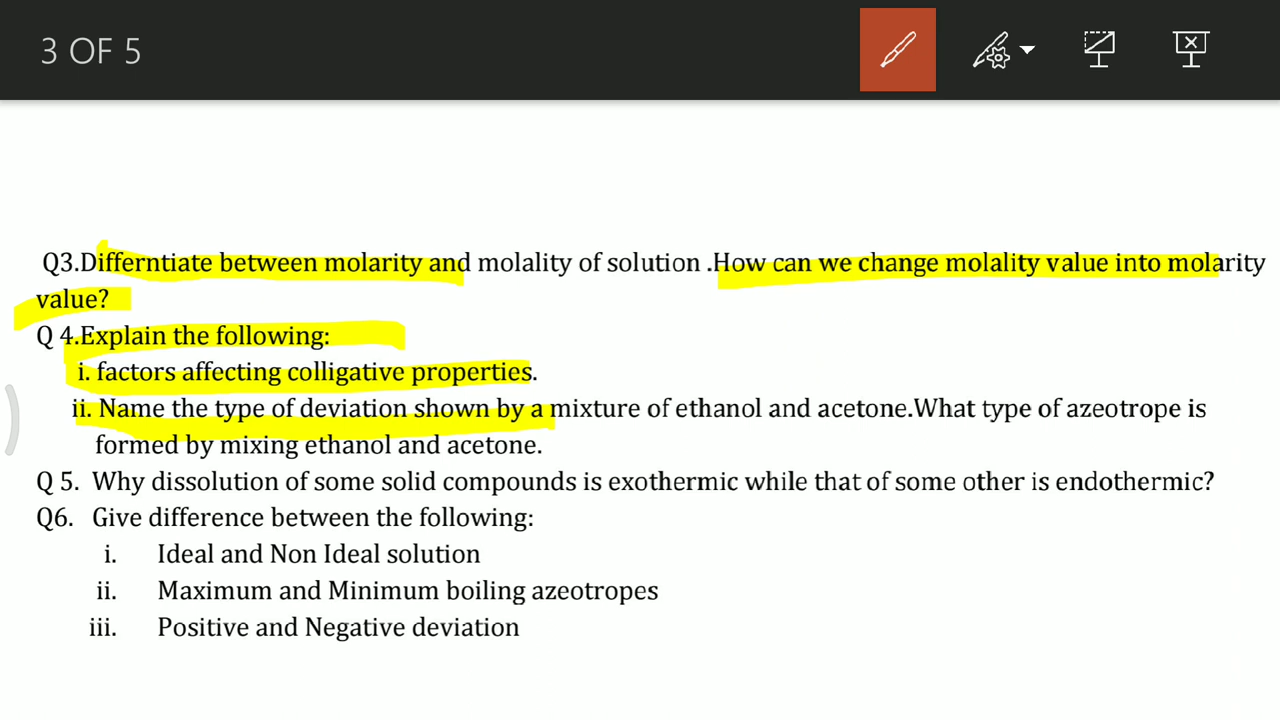 3 OF 5
Q3.Differntiate between molarity and molality of solution .How can we change molality value into molarity
value?
Q 4.Explain the following:
i. factors affecting colligative properties.
ii. Name the type of deviation shown by a mixture of ethanol and acetone.What type of azeotrope is
formed by mixing ethanol and acetone.
Q 5. Why dissolution of some solid compounds is exothermic while that of some other is endothermic?
Q6. Give difference between the following:
i. Ideal and Non Ideal solution
ii. Maximum and Minimum boiling azeotropes
iii. Positive and Negative deviation